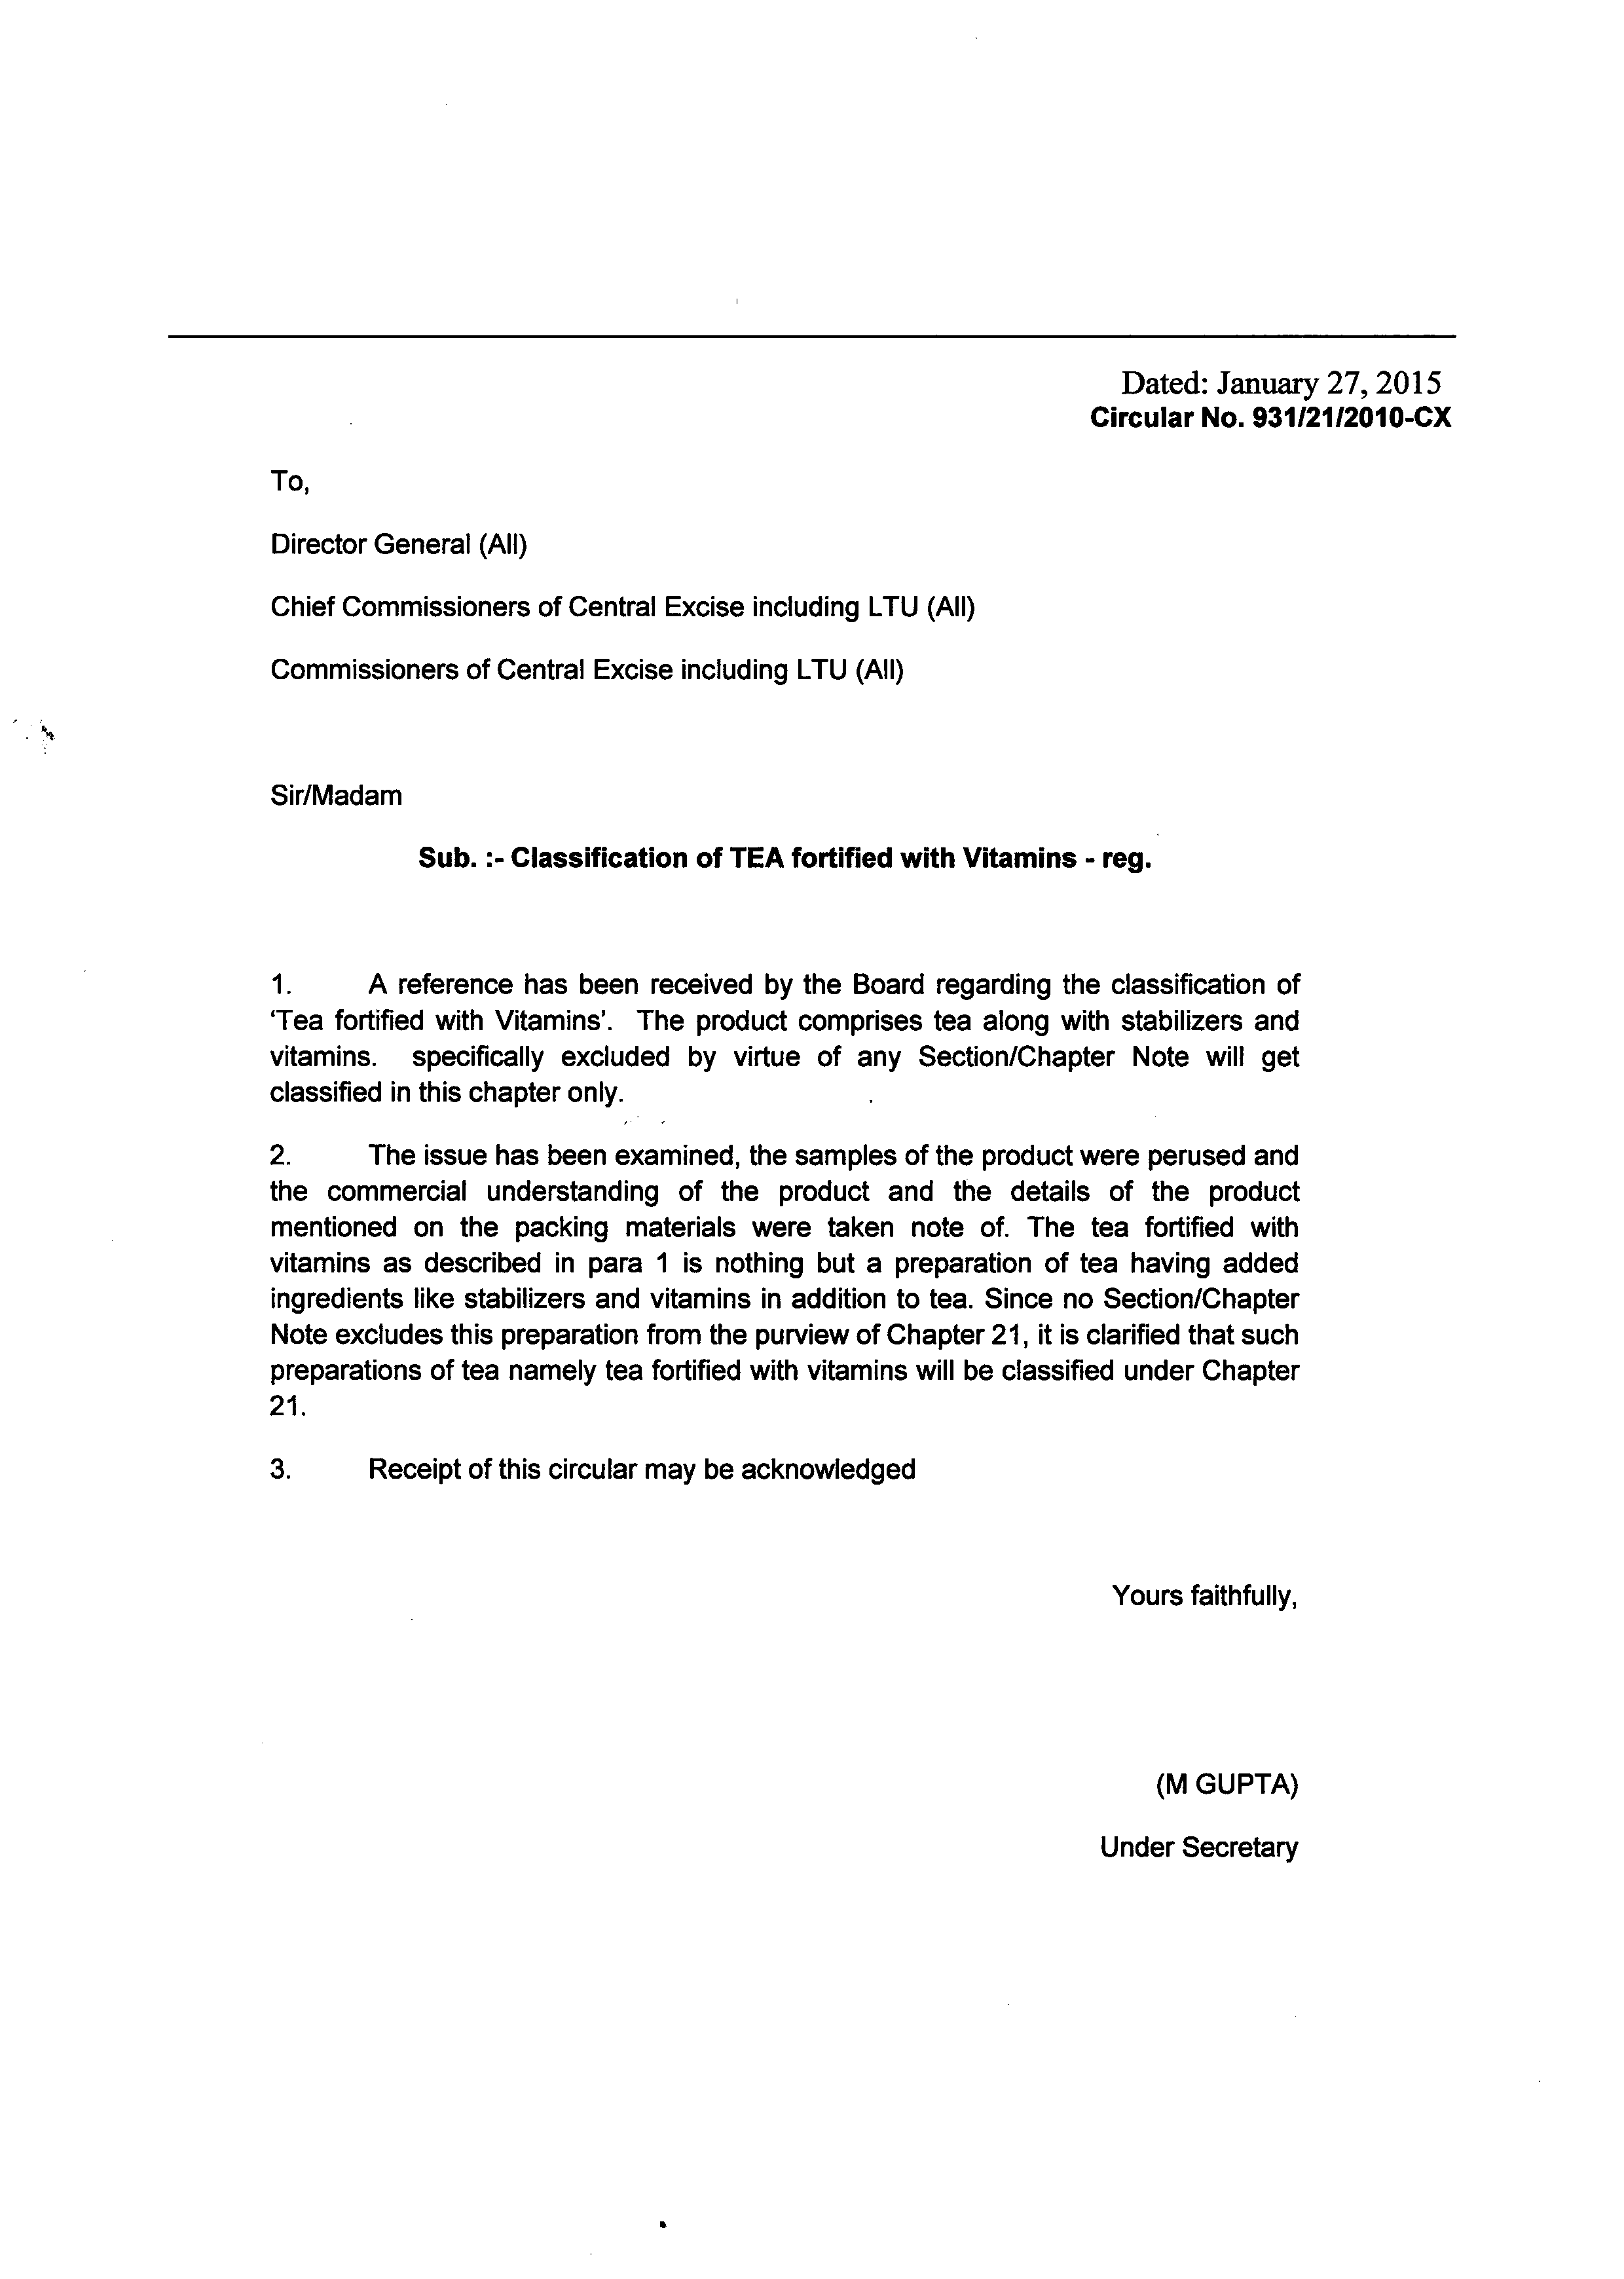 Dated: January 27, 2015
Circular No. 931/21/2010-CX
To,
Director General (All)
Chief Commissioners of Central Excise including LTU (All)
Commissioners of Central Excise including LTU (All)
Sir/Madam
Sub. :- Classification of TEA fortified with Vitamins - reg.
1. A reference has been received by the Board regarding the classification of
‘Tea fortified with Vitamins’. The product comprises tea along with stabilizers and
vitamins. specifically excluded by virtue of any Section/Chapter Note will get
classified in this chapter only.
2. The issue has been examined, the samples of the product were perused and
the commercial understanding of the product and the details of the product
mentioned on the packing materials were taken note of. The tea fortified with
vitamins as described in para 1 is nothing but a preparation of tea having added
ingredients like stabilizers and vitamins in addition to tea. Since no Section/Chapter
Note excludes this preparation from the purview of Chapter 21, it is clarified that such
preparations of tea namely tea fortified with vitamins will be classified under Chapter
21.
3. Receipt of this circular may be acknowledged
Yours faithfully,
(M GUPTA)
Under Secretary